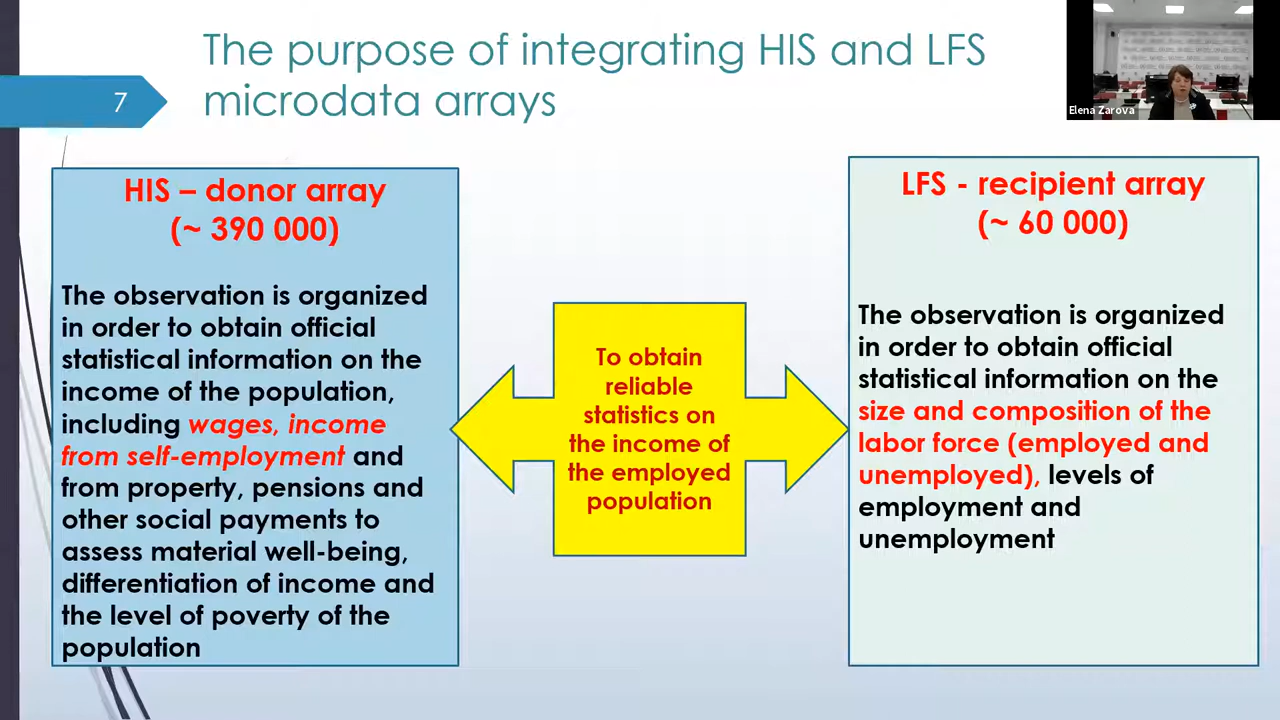 The purpose of integrating HIS and LFS
microdata arrays
7
Elena Zarova
HIS – donor array
(~ 390 000)
The observation is organized
in order to obtain official
statistical information on the
income of the population,
including wages, income
from self-employment and
from property, pensions and
other social payments to
assess material well-being,
differentiation of income and
the level of poverty of the
population
To obtain
reliable
statistics on
the income of
the employed
population
LFS - recipient array
(~ 60 000)
The observation is organized
in order to obtain official
statistical information on the
size and composition of the
labor force (employed and
unemployed), levels of
employment and
unemployment